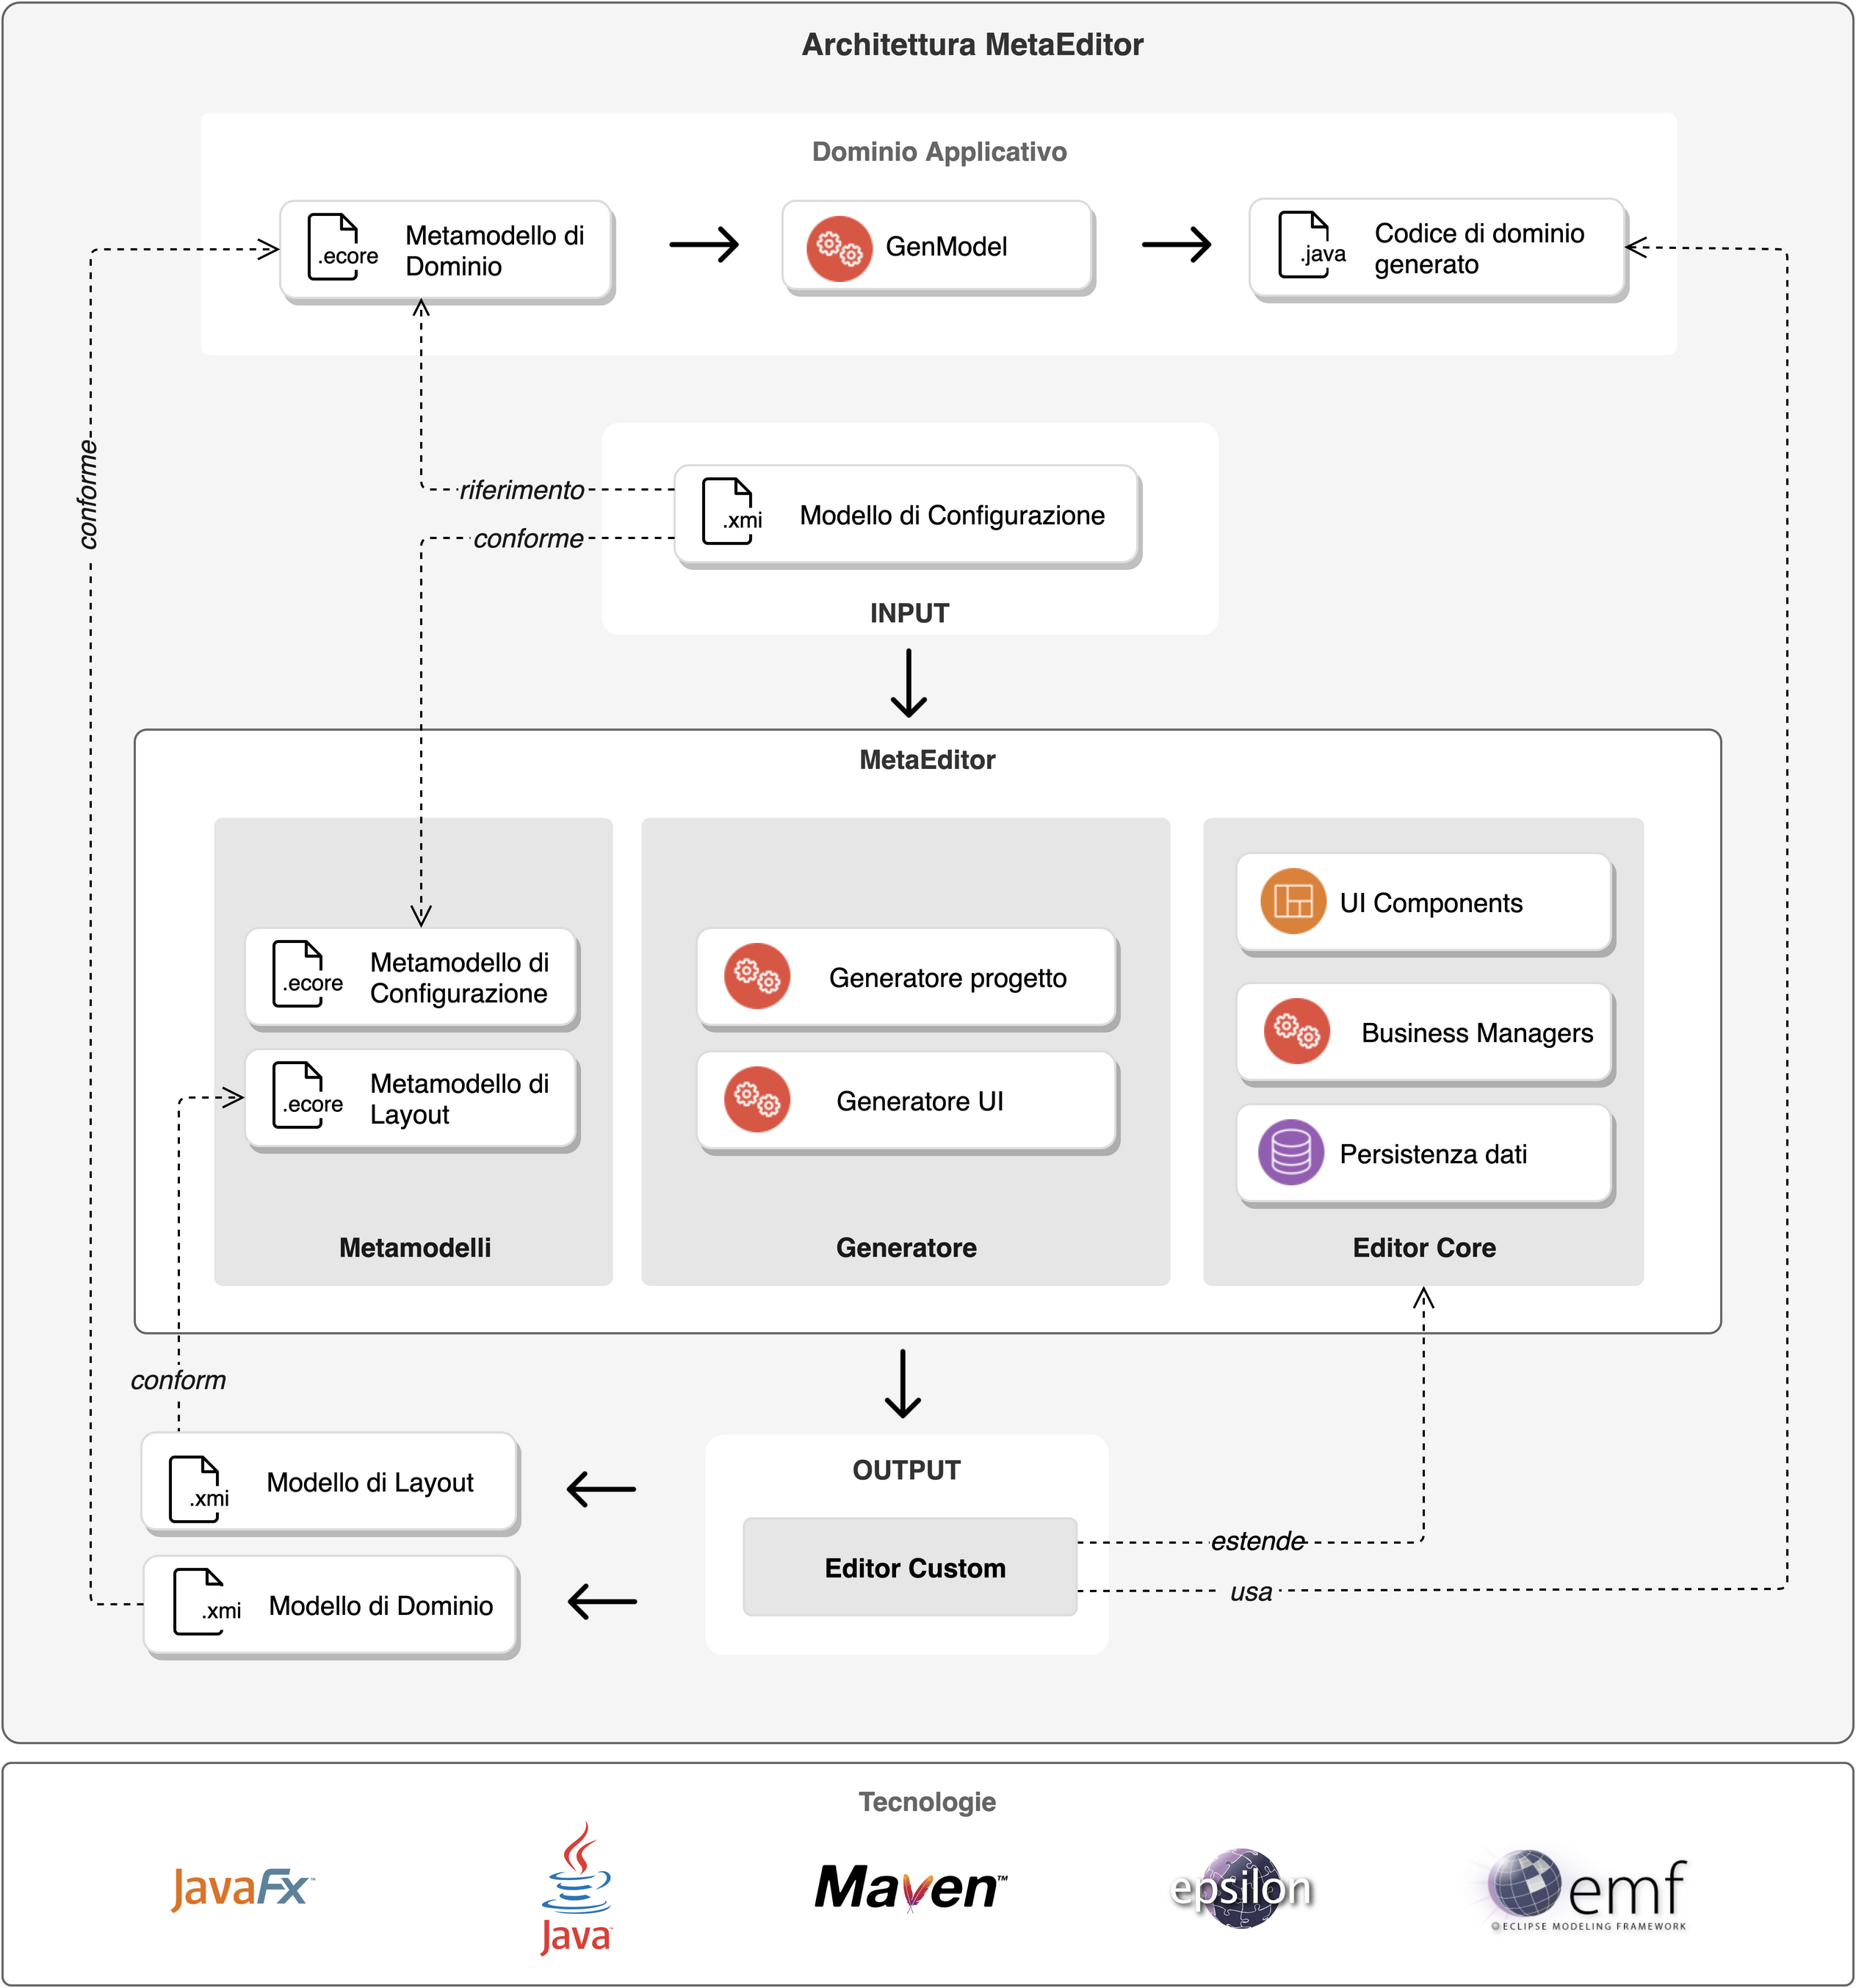 Architettura MetaEditor
Dominio Applicativo
.ecore
Metamodello di
Dominio
GenModel
.java
Codice di dominio
generato
conforme
riferimento
conforme
.xmi
Modello di Configurazione
INPUT
MetaEditor
.ecore
Metamodello di
Configurazione
.ecore
Metamodello di
Layout
Metamodelli
Generatore progetto
Generatore UI
Generatore
UI Components
Business Managers
Persistenza dati
Editor Core
conform
.xmi
Modello di Layout
.xmi
Modello di Dominio
OUTPUT
Editor Custom
estende
usa
Tecnologie
JavaFx™
Java™
Maven™
epsilon
emf
ECLIPSE MODELING FRAMEWORK